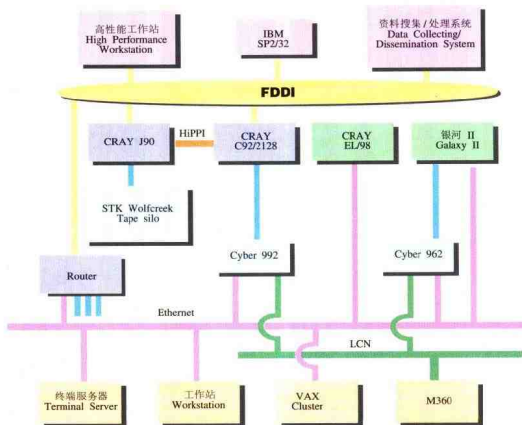 高性能工作站
High Performance
Workstation
IBM
SP2/32
资料搜集/处理系统
Data Collecting/
Dissemination System
FDDI
CRAY J90
HiPPI
CRAY
C92/2128
CRAY
EL/98
银河 II
Galaxy II
STK Wolfcreek
Tape silo
Cyber 992
Cyber 962
Router
Ethernet
LCN
终端服务器
Terminal Server
工作站
Workstation
VAX
Cluster
M360